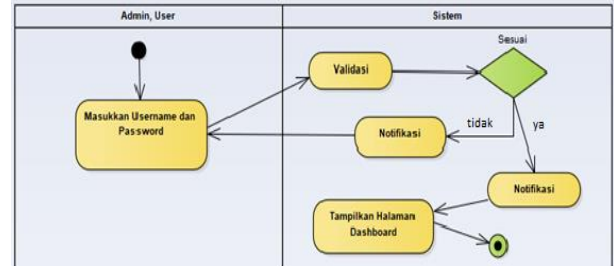 Admin, User
Sistem
Sesuai
Validasi
Masukkan Username dan
Password
Notifikasi
tidak
ya
Notifikasi
Tampilkan Halaman
Dashboard